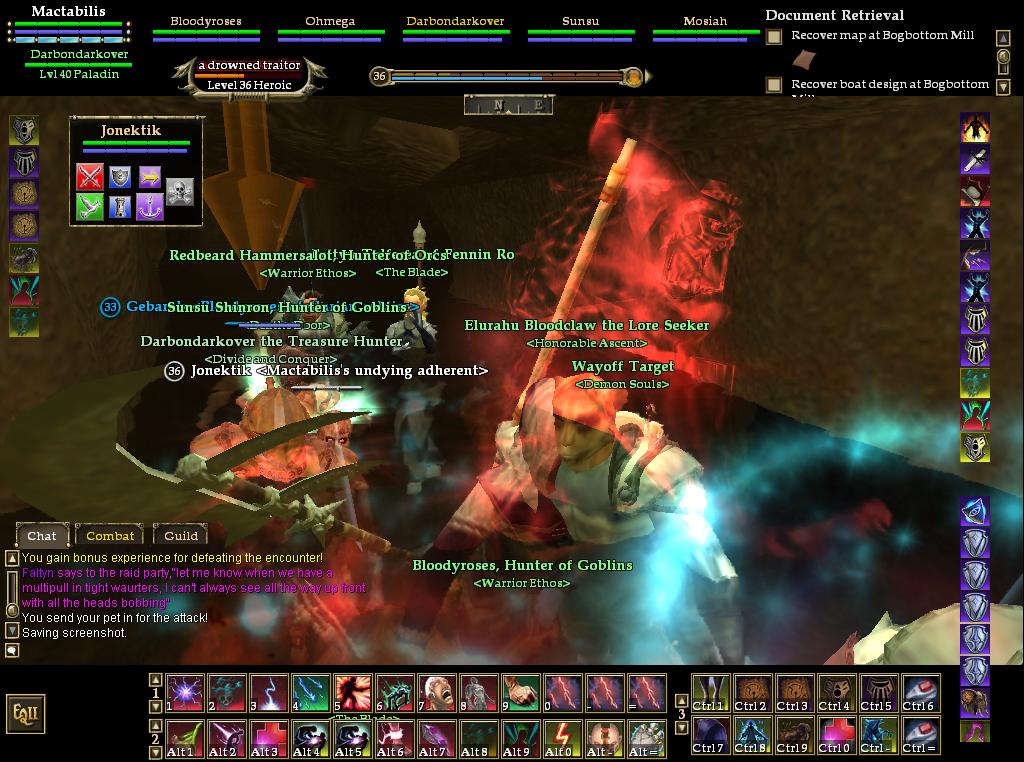 Mactabilis
Bloodyroses
Ohmega
Darbondarkover
Sunsu
Mosiah
Document Retrieval
Recover map at Bogbottom Mill
Recover boat design at Bogbottom
Darbondarkover
Lvl 40 Paladin
a drowned traitor
Level 36 Heroic
36
N E
Jonektik
Redbeard Hammersalot, Hunter of Orcs
Fennin Ro
<Warrior Ethos>
<The Blade>
33
Sunsu Shinron, Hunter of Goblins
Elurahu Bloodclaw the Lore Seeker
<Honorable Ascent>
Darbondarkover the Treasure Hunter
<Divide and Conquer>
36 Jonektik <Mactabilis's undying adherent>
Wayoff Target
<Demon Souls>
Bloodyroses, Hunter of Goblins
<Warrior Ethos>
Chat
Combat
Guild
You gain bonus experience for defeating the encounter!
Faltyn says to the raid party,"let me know when we have a
multipull in tight waurters, I can't always see all the way up front
with all the heads bobbing"
You send your pet in for the attack!
Saving screenshot.
EQII
1
1 2 3 4 5 6 7 8 9 0 - =
<The Blade>
2
Alt 1 Alt 2 Alt 3 Alt 4 Alt 5 Alt 6 Alt 7 Alt 8 Alt 9 Alt 0 Alt - Alt =
3
Ctrl 1 Ctrl 2 Ctrl 3 Ctrl 4 Ctrl 5 Ctrl 6
Ctrl 7 Ctrl 8 Ctrl 9 Ctrl 0 Ctrl - Ctrl =